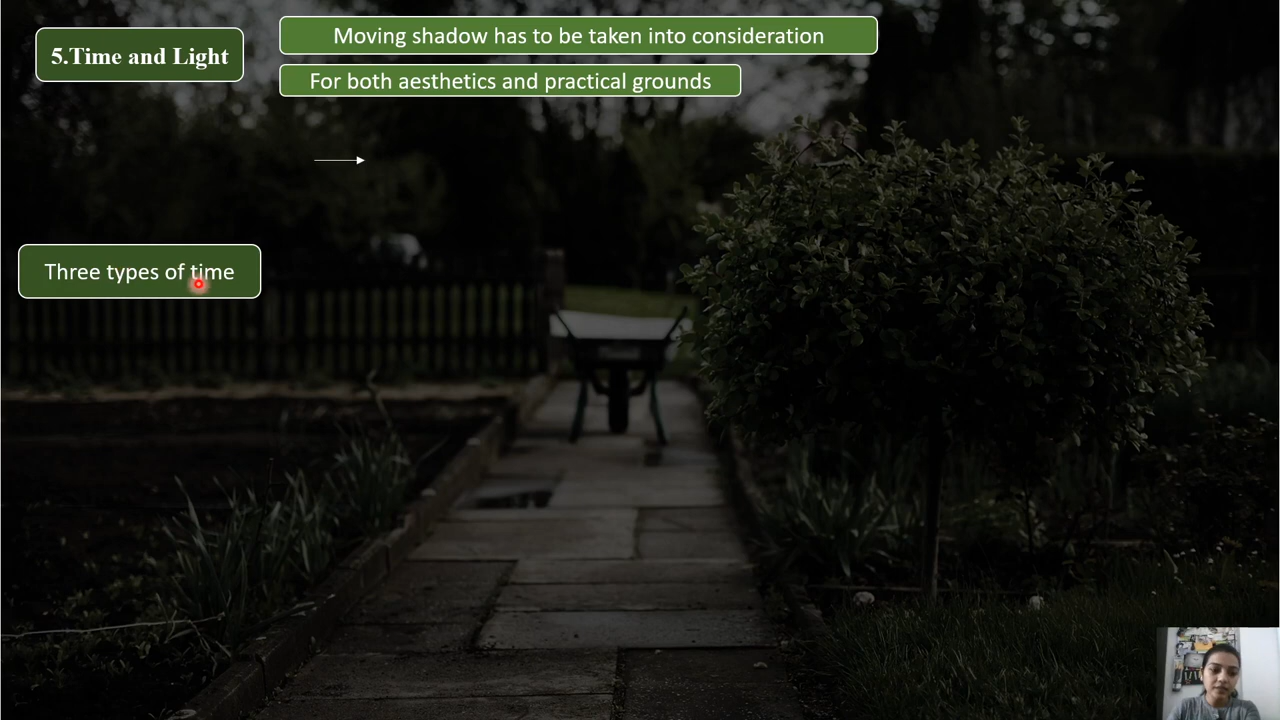 5.Time and Light
Moving shadow has to be taken into consideration
For both aesthetics and practical grounds
Three types of time